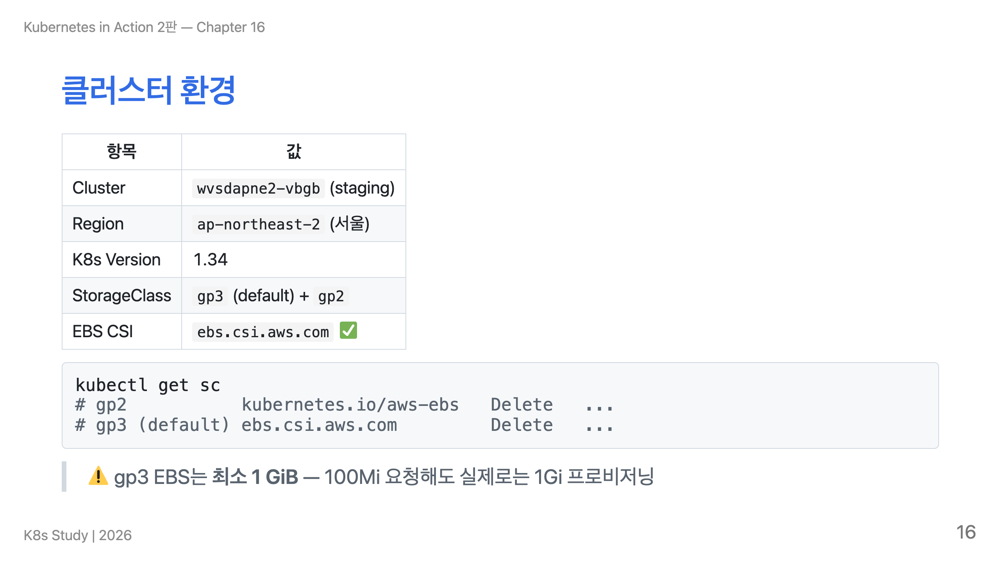 Kubernetes in Action 2판 — Chapter 16
클러스터 환경
항목 값
Cluster wvsdapne2-vbgb (staging)
Region ap-northeast-2 (서울)
K8s Version 1.34
StorageClass gp3 (default) + gp2
EBS CSI ebs.csi.aws.com ✅
kubectl get sc
# gp2           kubernetes.io/aws-ebs   Delete   ...
# gp3 (default) ebs.csi.aws.com         Delete   ...
⚠️ gp3 EBS는 최소 1 GiB — 100Mi 요청해도 실제로는 1Gi 프로비저닝
K8s Study | 2026
16